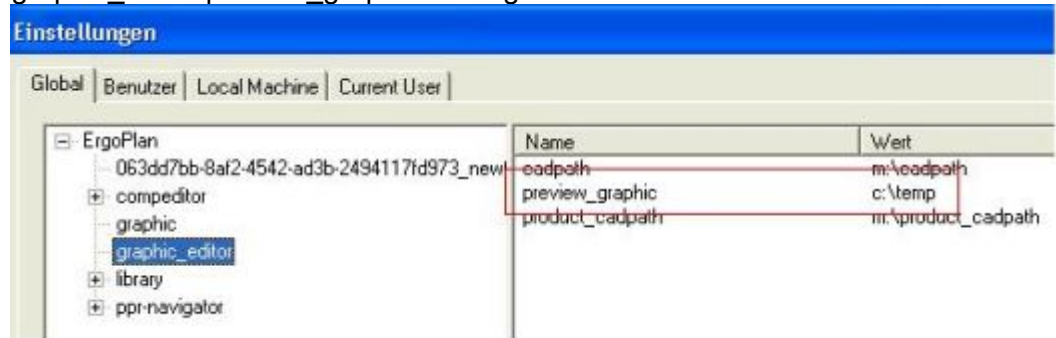 Einstellungen
Global Benutzer Local Machine Current User
ErgoPlan
063dd7bb-8af2-4542-ad3b-2494117fd973_new
compeditor
graphic
graphic_editor
library
ppr-navigator
Name Wert
cadpath m:\cadpath
preview_graphic c:\temp
product_cadpath m:\product_cadpath